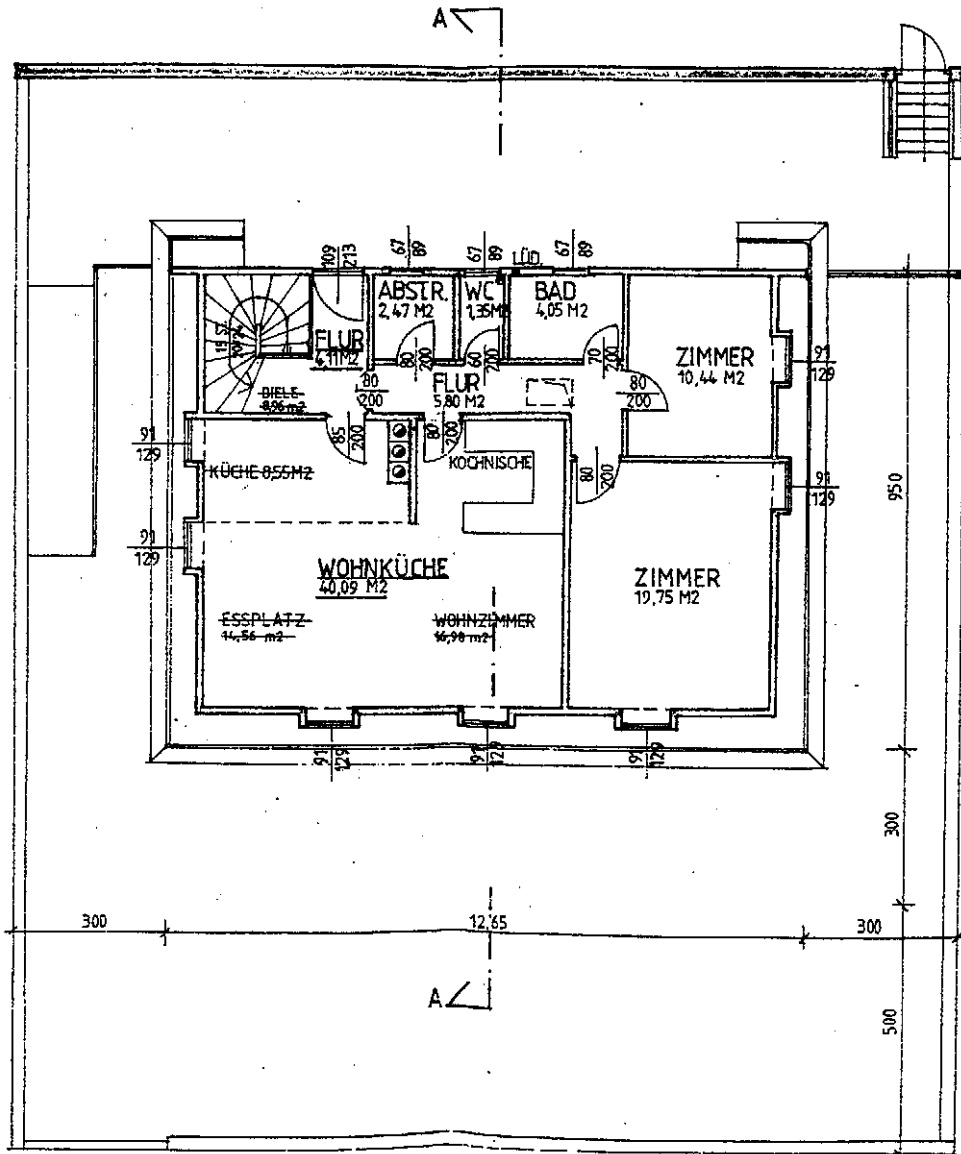 A
109
213
67
89
67
89
LÜD.
67
89
ABSTR.
2,47 M2
WC
1,35M2
BAD
4,05 M2
FLUR
4,11M2
ZIMMER
10,44 M2
91
129
15 ST.
80
200
60
200
70
200
80
200
FLUR
5,80 M2
80
200
DIELE
8,96 m2
85
200
80
200
91
129
KÜCHE 8,55M2
KOCHNISCHE
80
200
91
129
950
91
129
WOHNKÜCHE
40,09 M2
ZIMMER
19,75 M2
ESSPLATZ
14,56 m2
WOHNZIMMER
16,98 m2
91
129
91
129
91
129
300
300
12,65
300
A
500